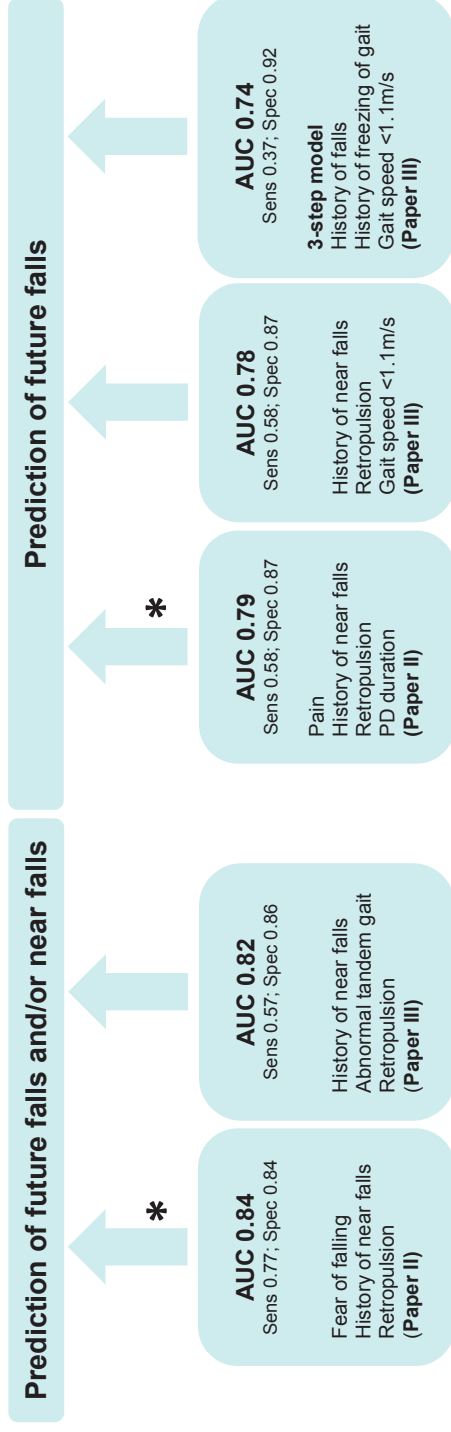 Prediction of future falls and/or near falls
*
AUC 0.84
Sens 0.77; Spec 0.84
Fear of falling
History of near falls
Retropulsion
(Paper II)
AUC 0.82
Sens 0.57; Spec 0.86
History of near falls
Abnormal tandem gait
Retropulsion
(Paper III)
Prediction of future falls
*
AUC 0.79
Sens 0.58; Spec 0.87
Pain
History of near falls
Retropulsion
PD duration
(Paper II)
AUC 0.78
Sens 0.58; Spec 0.87
History of near falls
Retropulsion
Gait speed <1.1m/s
(Paper III)
AUC 0.74
Sens 0.37; Spec 0.92
3-step model
History of falls
History of freezing of gait
Gait speed <1.1m/s
(Paper III)